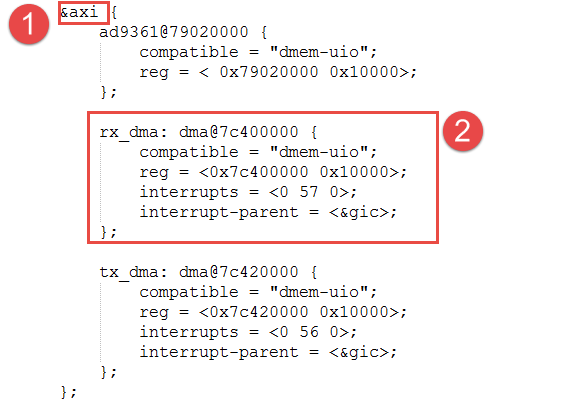 1
&axi {
    ad9361@79020000 {
        compatible = "dmem-uio";
        reg = < 0x79020000 0x10000>;
    };

    rx_dma: dma@7c400000 {
        compatible = "dmem-uio";
        reg = <0x7c400000 0x10000>;
        interrupts = <0 57 0>;
        interrupt-parent = <&gic>;
    };
2

    tx_dma: dma@7c420000 {
        compatible = "dmem-uio";
        reg = <0x7c420000 0x10000>;
        interrupts = <0 56 0>;
        interrupt-parent = <&gic>;
    };
};